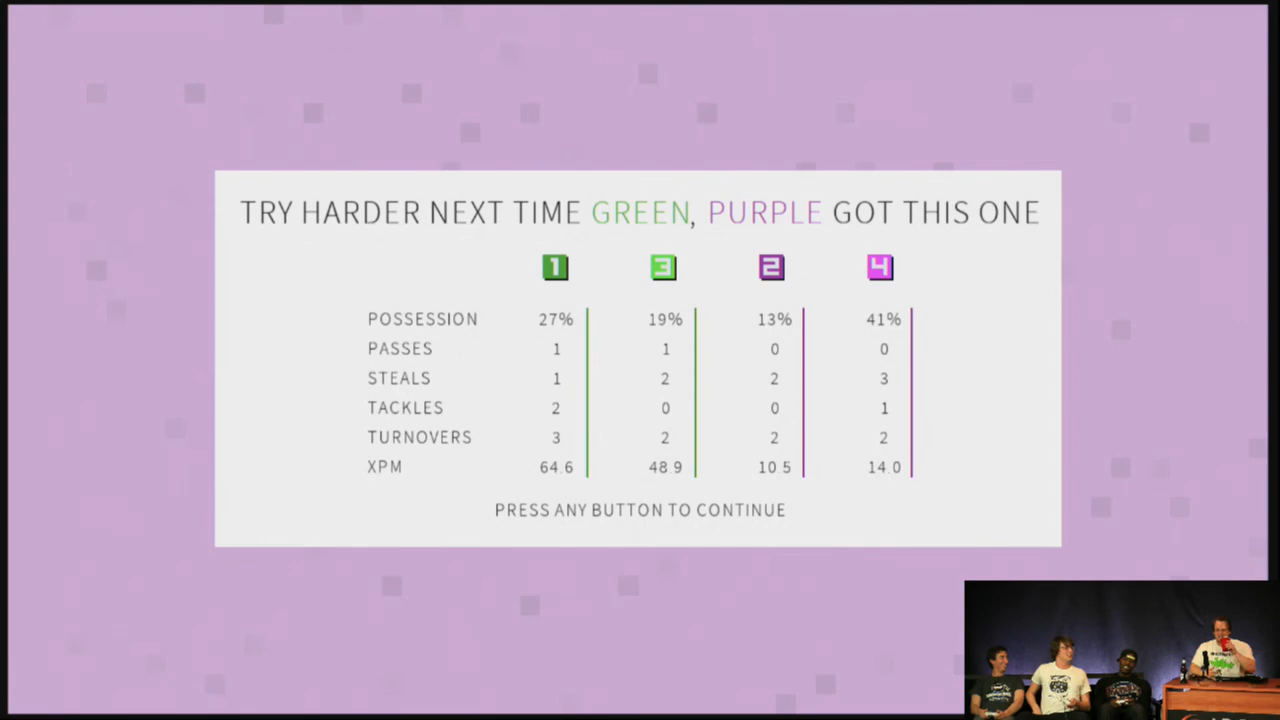 TRY HARDER NEXT TIME GREEN, PURPLE GOT THIS ONE
1 3 2 4
POSSESSION 27% 19% 13% 41%
PASSES 1 1 0 0
STEALS 1 2 2 3
TACKLES 2 0 0 1
TURNOVERS 3 2 2 2
XPM 64.6 48.9 10.5 14.0
PRESS ANY BUTTON TO CONTINUE